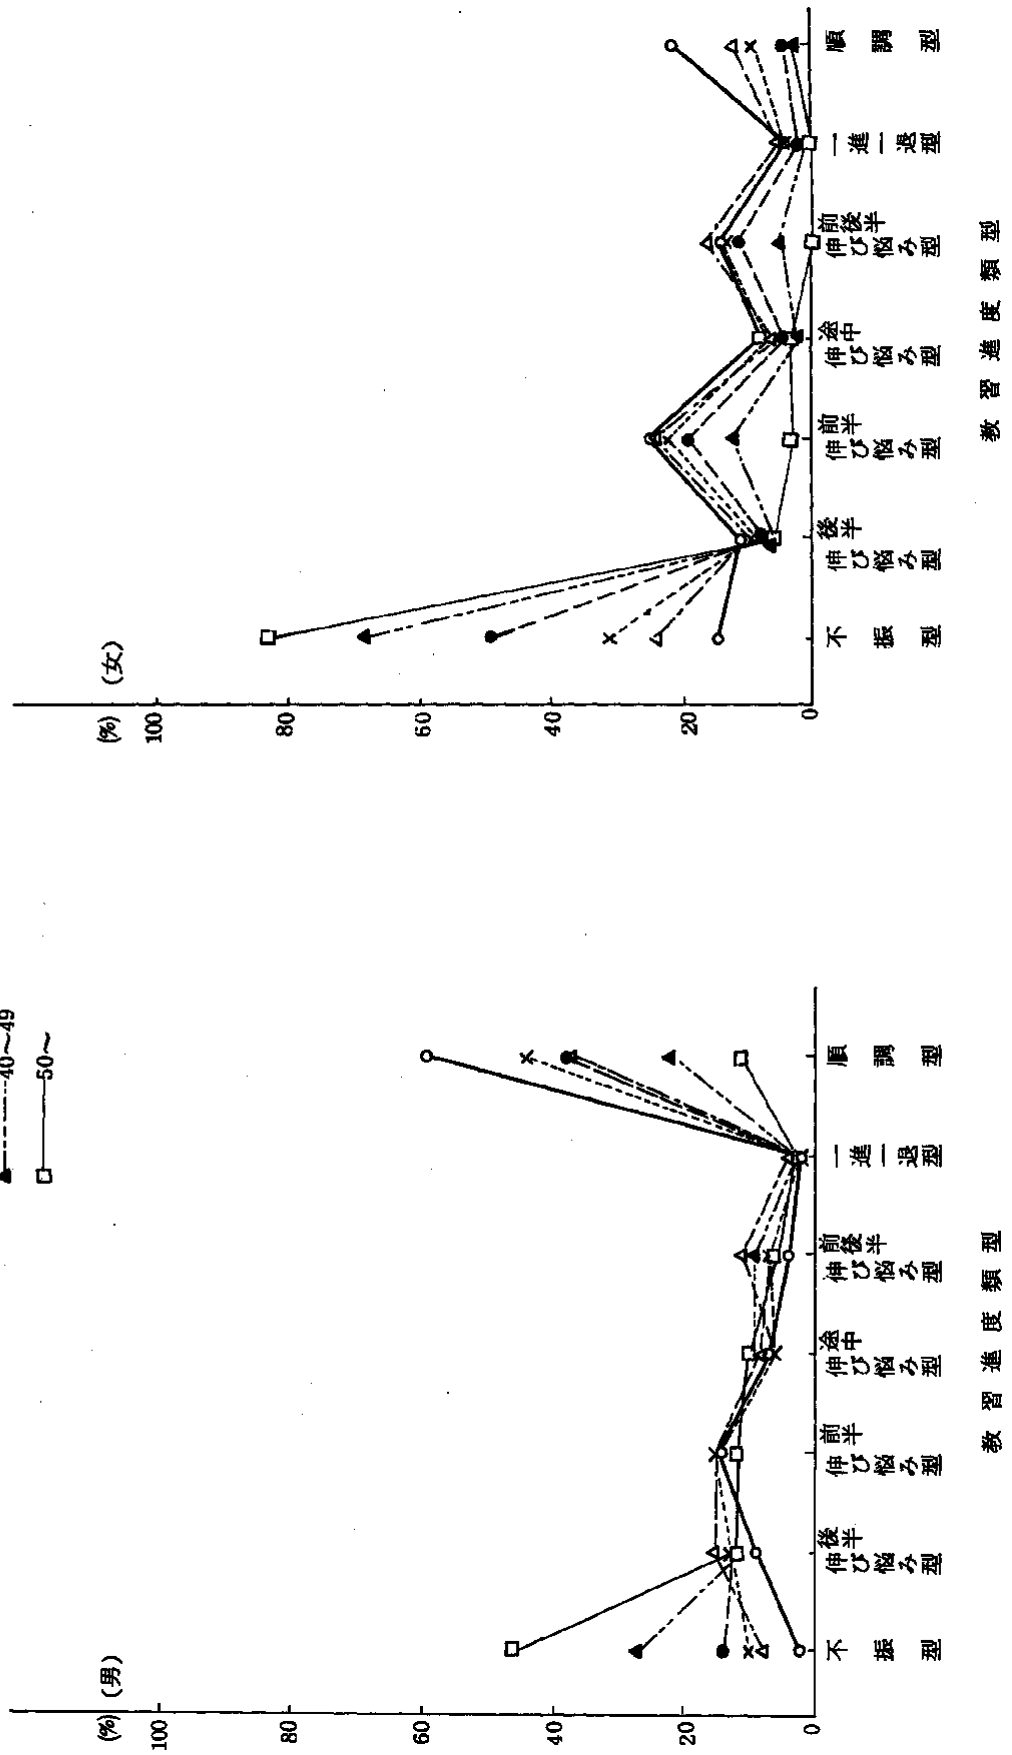 40～49
50～
(%) (男)
100
80
60
40
20
0
不振型
後半伸び悩み型
前半伸び悩み型
途中伸び悩み型
前後半伸び悩み型
一進一退型
順調型
教習進度類型
(%) (女)
100
80
60
40
20
0
不振型
後半伸び悩み型
前半伸び悩み型
途中伸び悩み型
前後半伸び悩み型
一進一退型
順調型
教習進度類型